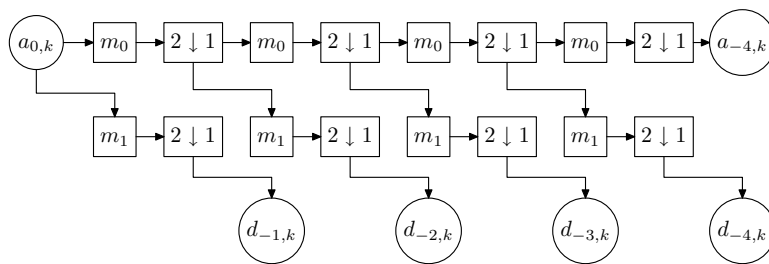 a_{0,k} m_0 2 ↓ 1 m_0 2 ↓ 1 m_0 2 ↓ 1 m_0 2 ↓ 1 a_{-4,k}
m_1 2 ↓ 1 m_1 2 ↓ 1 m_1 2 ↓ 1 m_1 2 ↓ 1
d_{-1,k} d_{-2,k} d_{-3,k} d_{-4,k}